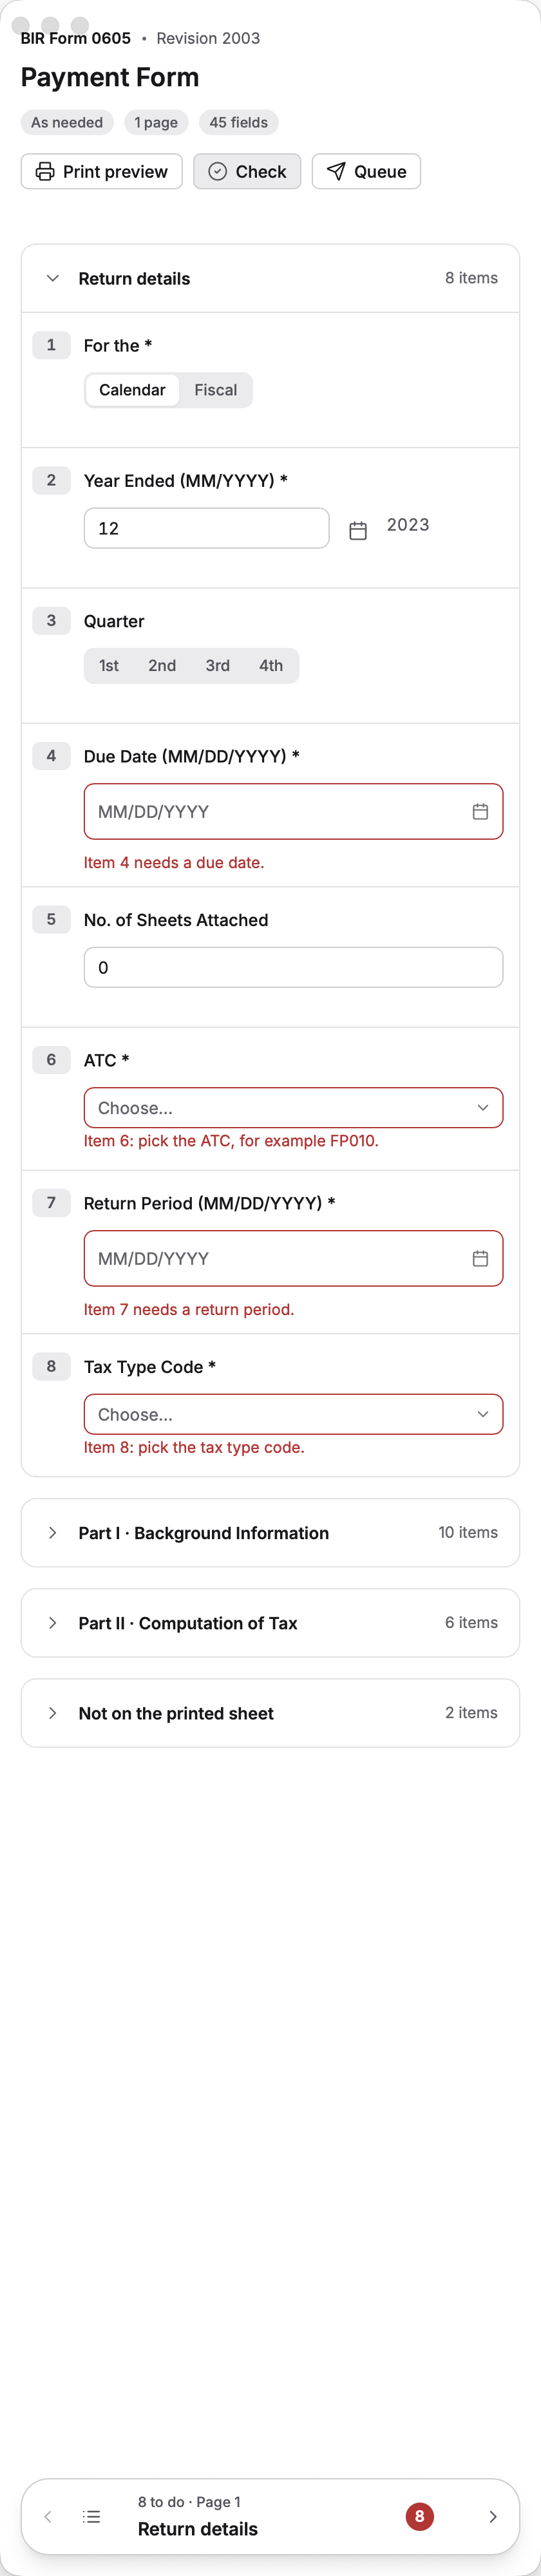 BIR Form 0605 • Revision 2003
Payment Form
As needed 1 page 45 fields
Print preview Check Queue
Return details 8 items
1 For the *
Calendar Fiscal
2 Year Ended (MM/YYYY) *
12 2023
3 Quarter
1st 2nd 3rd 4th
4 Due Date (MM/DD/YYYY) *
MM/DD/YYYY
Item 4 needs a due date.
5 No. of Sheets Attached
0
6 ATC *
Choose...
Item 6: pick the ATC, for example FP010.
7 Return Period (MM/DD/YYYY) *
MM/DD/YYYY
Item 7 needs a return period.
8 Tax Type Code *
Choose...
Item 8: pick the tax type code.
Part I · Background Information 10 items
Part II · Computation of Tax 6 items
Not on the printed sheet 2 items
8 to do · Page 1
Return details 8